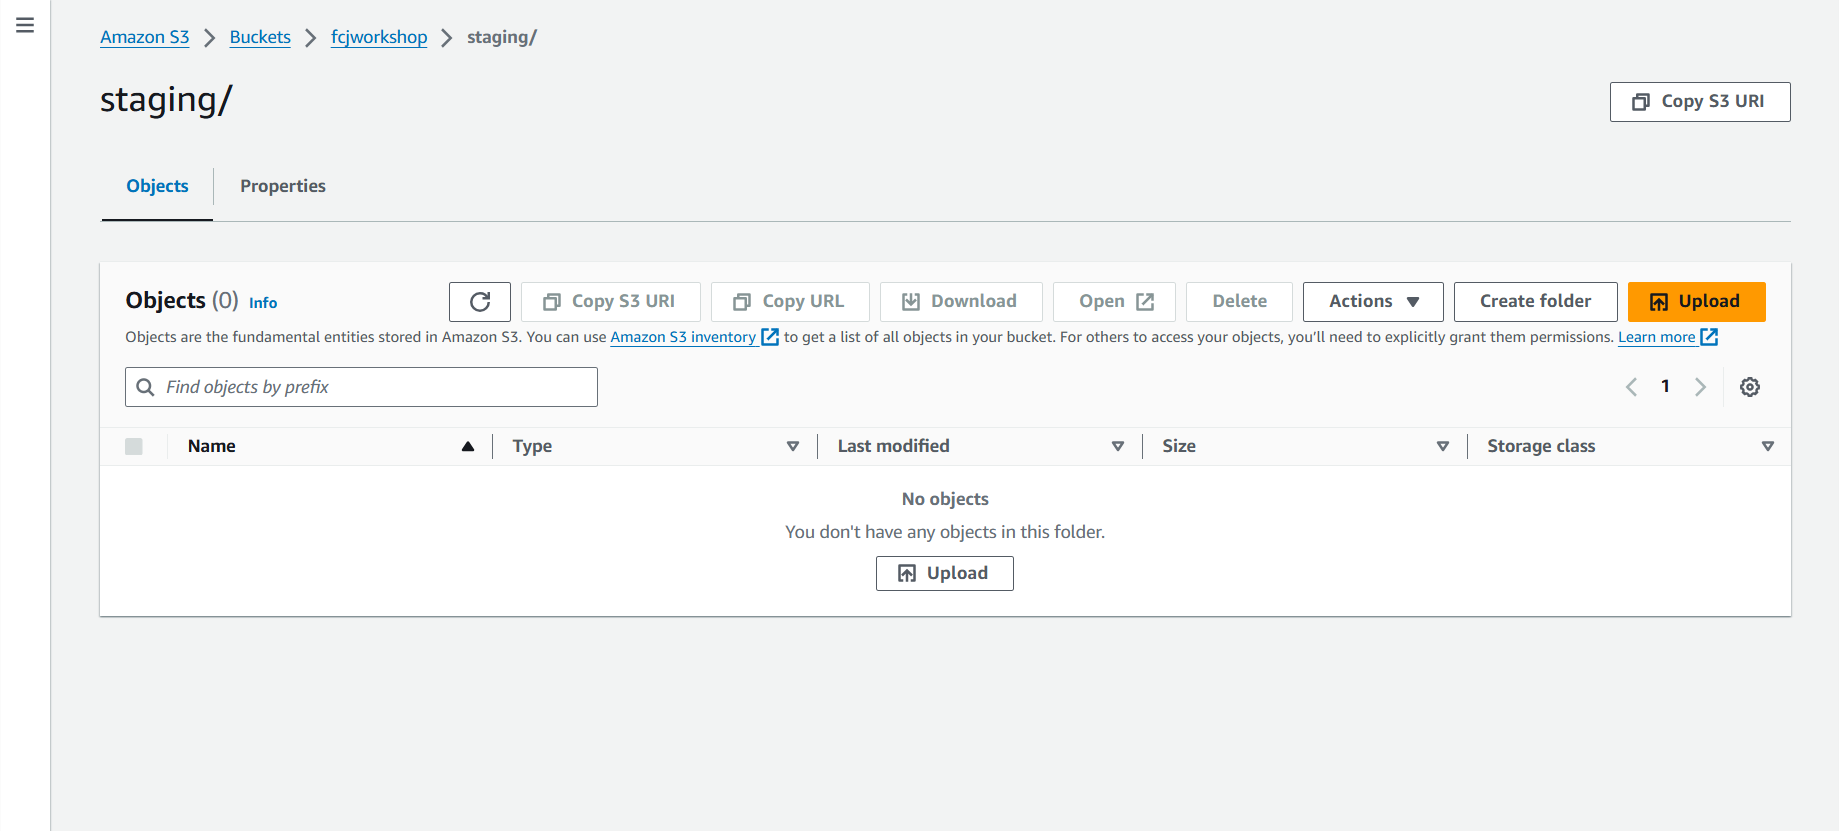 Amazon S3 Buckets fcjworkshop staging/
staging/
Copy S3 URI
Objects Properties
Objects (0) Info
Copy S3 URI Copy URL Download Open Delete Actions Create folder Upload
Objects are the fundamental entities stored in Amazon S3. You can use Amazon S3 inventory to get a list of all objects in your bucket. For others to access your objects, you’ll need to explicitly grant them permissions. Learn more
Find objects by prefix
1
Name Type Last modified Size Storage class
No objects
You don't have any objects in this folder.
Upload